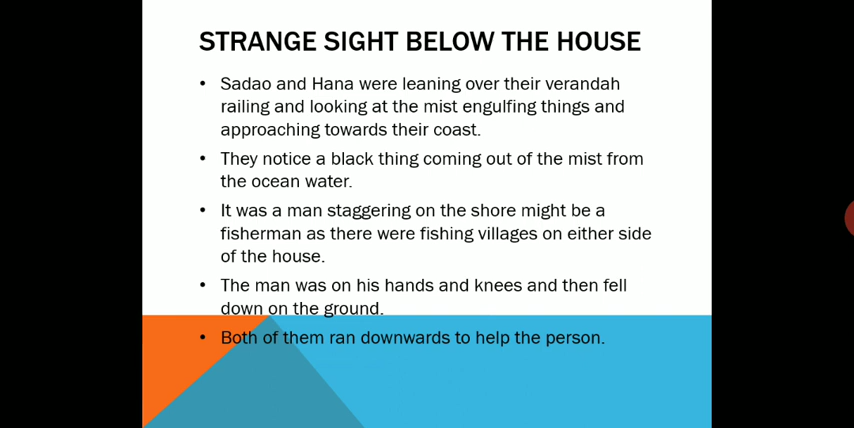 STRANGE SIGHT BELOW THE HOUSE
• Sadao and Hana were leaning over their verandah
railing and looking at the mist engulfing things and
approaching towards their coast.
• They notice a black thing coming out of the mist from
the ocean water.
• It was a man staggering on the shore might be a
fisherman as there were fishing villages on either side
of the house.
• The man was on his hands and knees and then fell
down on the ground.
• Both of them ran downwards to help the person.